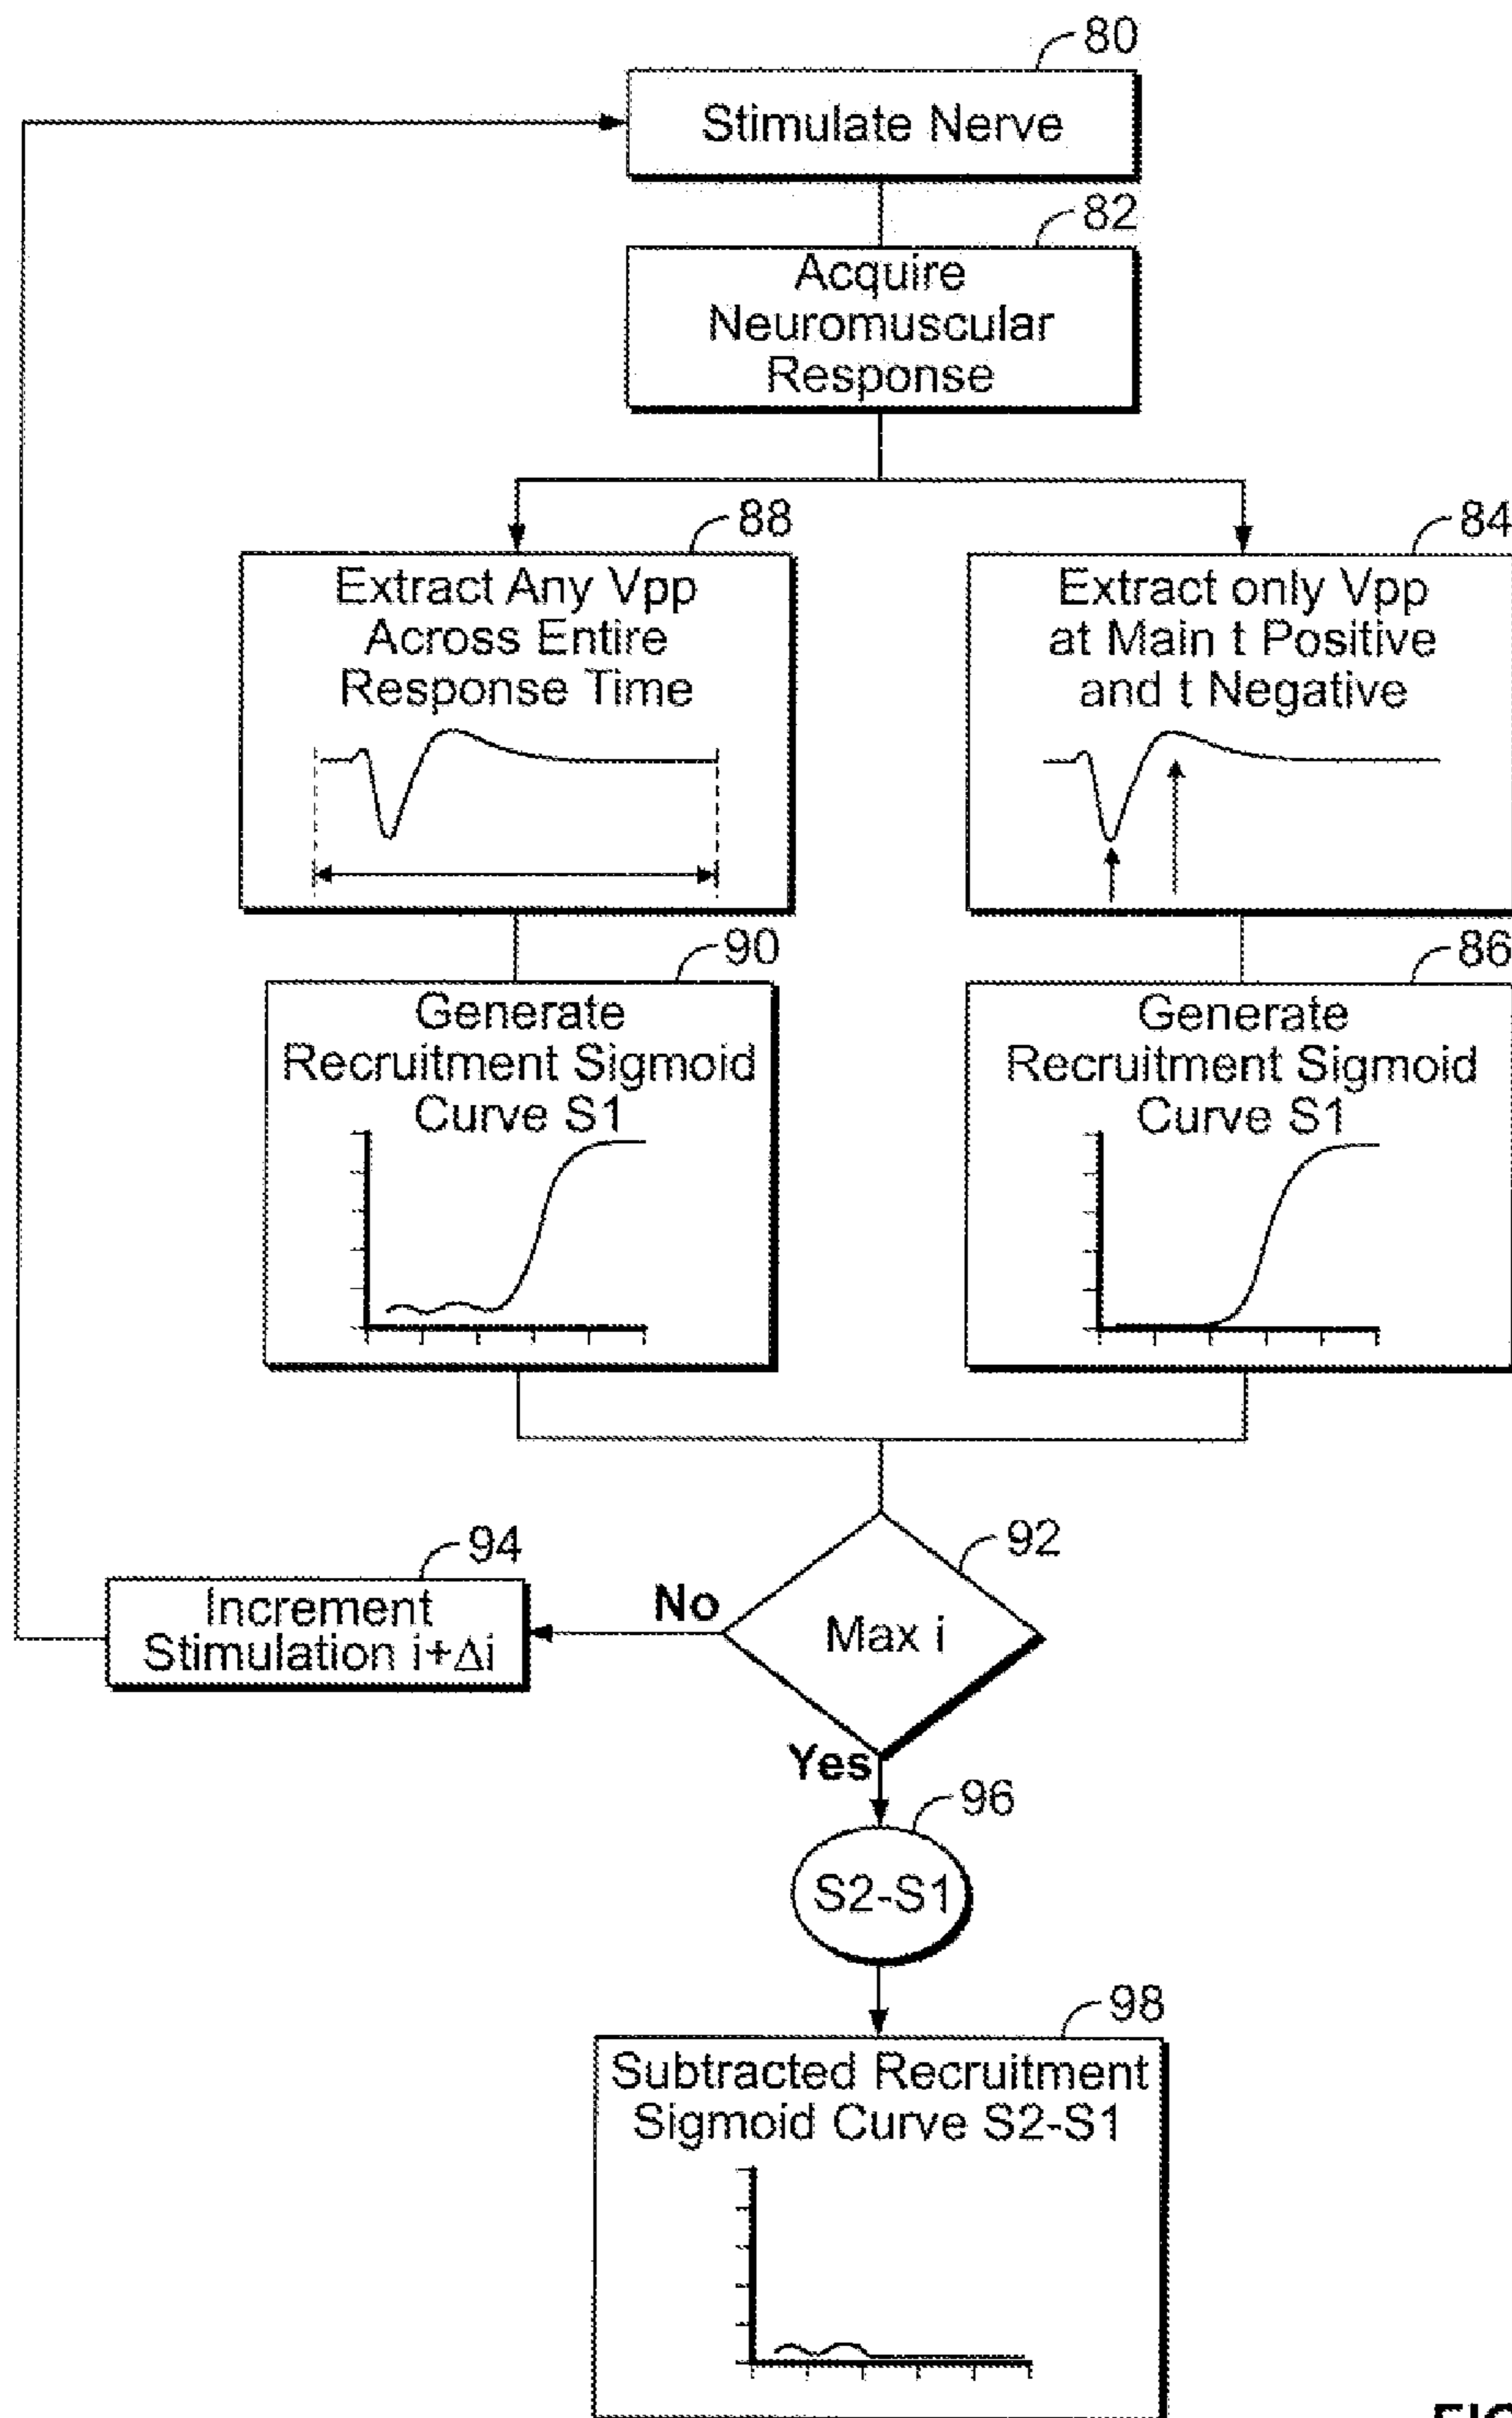 80
Stimulate Nerve
82
Acquire
Neuromuscular
Response
88
Extract Any Vpp
Across Entire
Response Time
84
Extract only Vpp
at Main t Positive
and t Negative
90
Generate
Recruitment Sigmoid
Curve S1
86
Generate
Recruitment Sigmoid
Curve S1
92
Max i
No
94
Increment
Stimulation i+Δi
Yes
96
S2-S1
98
Subtracted Recruitment
Sigmoid Curve S2-S1